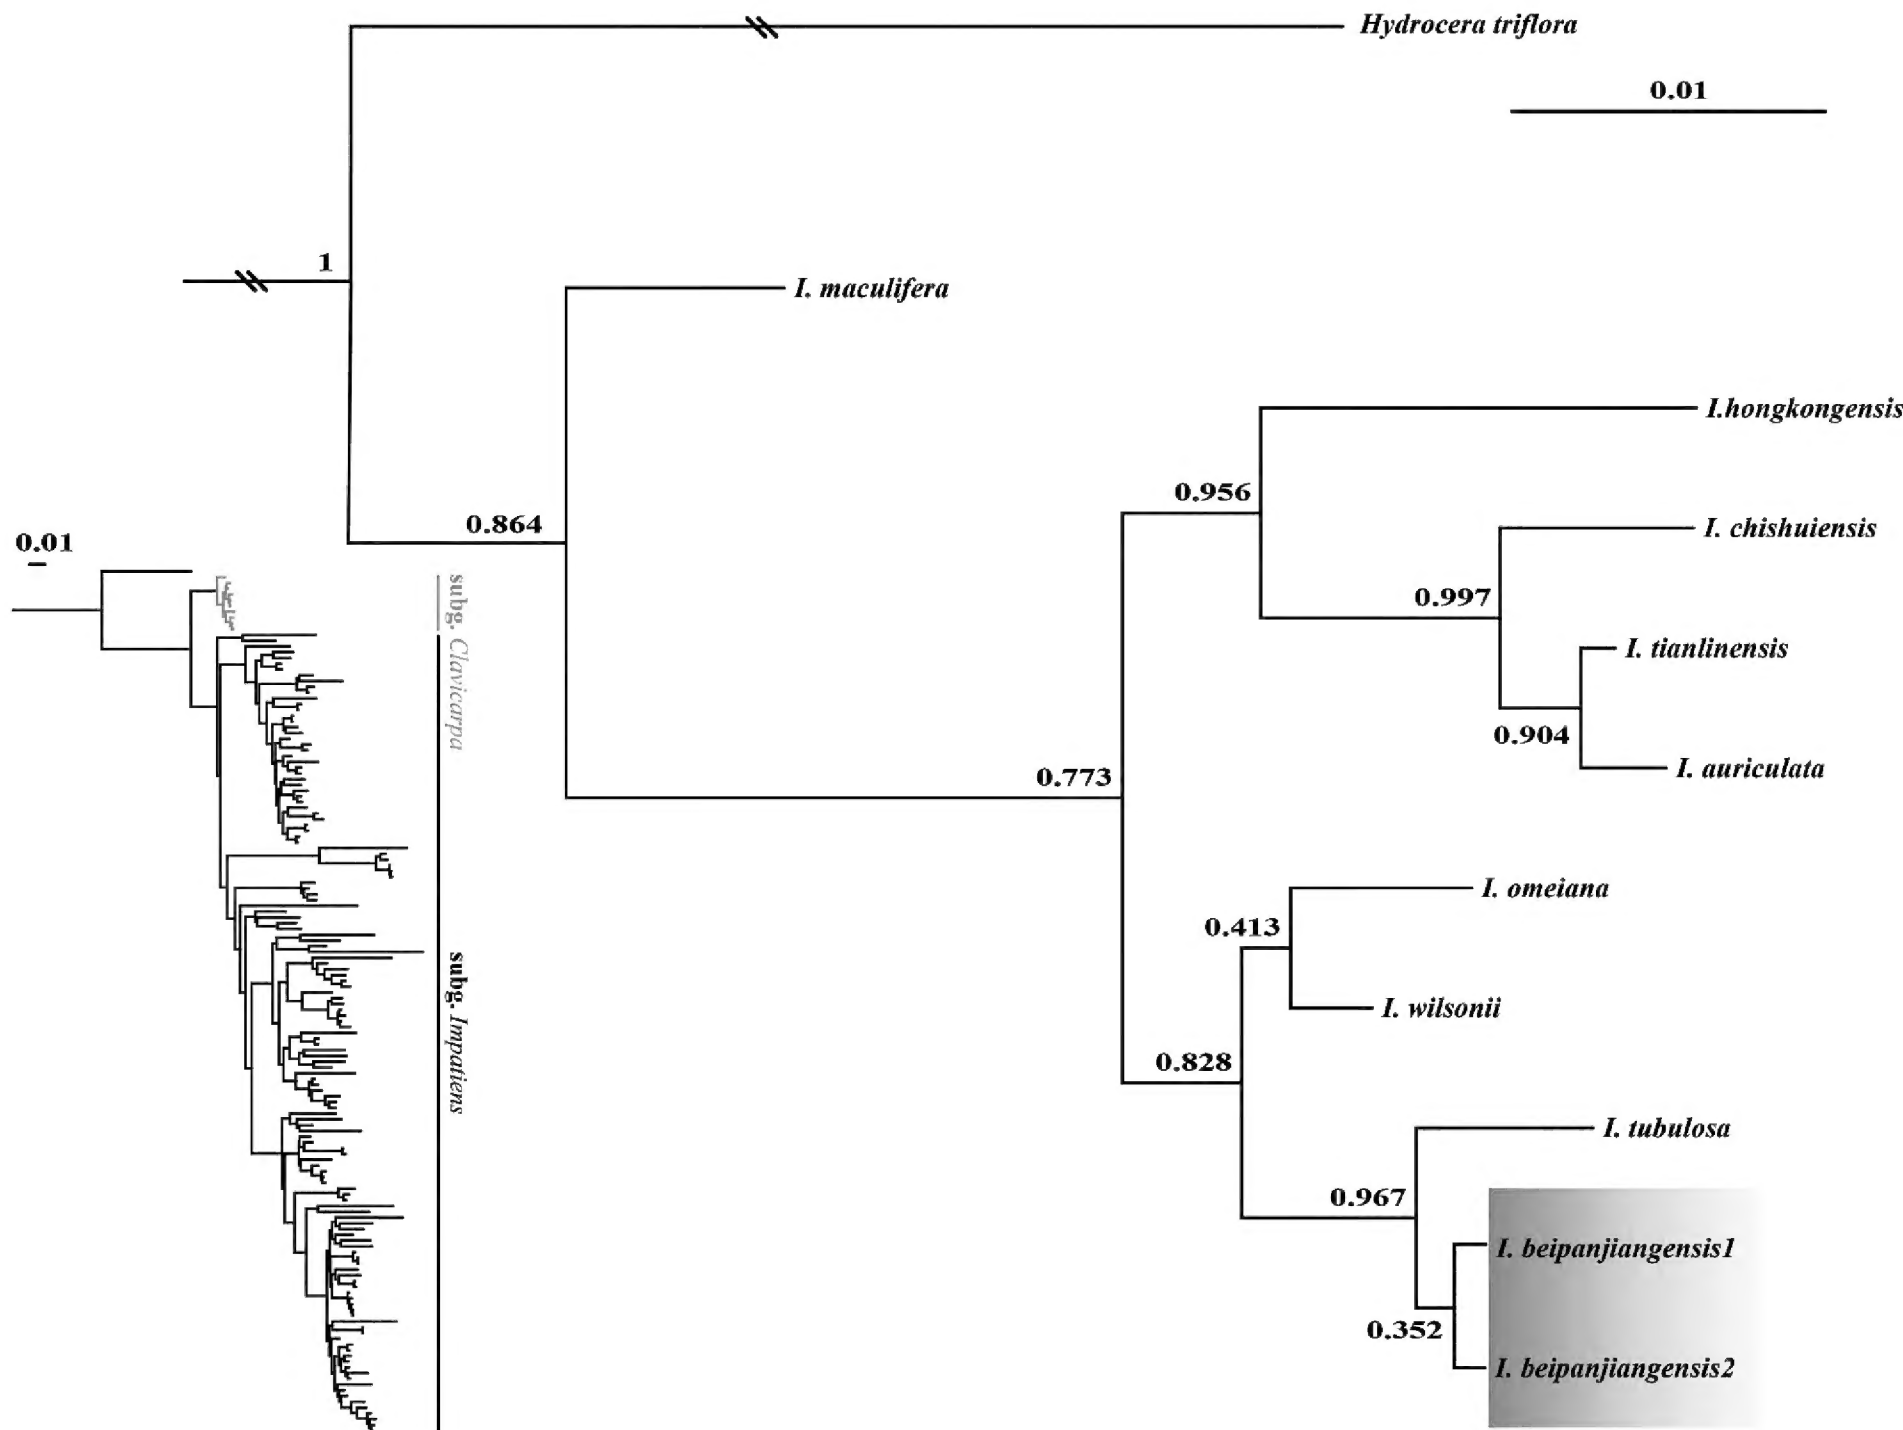 Hydrocera triflora
0.01
1
I. maculifera
I.hongkongensis
0.956
I. chishuiensis
0.864
0.01
0.997
I. tianlinensis
0.904
I. auriculata
0.773
subg. Clavicarpa
I. omeiana
0.413
I. wilsonii
subg. Impatiens
0.828
I. tubulosa
0.967
I. beipanjiangensis1
0.352
I. beipanjiangensis2